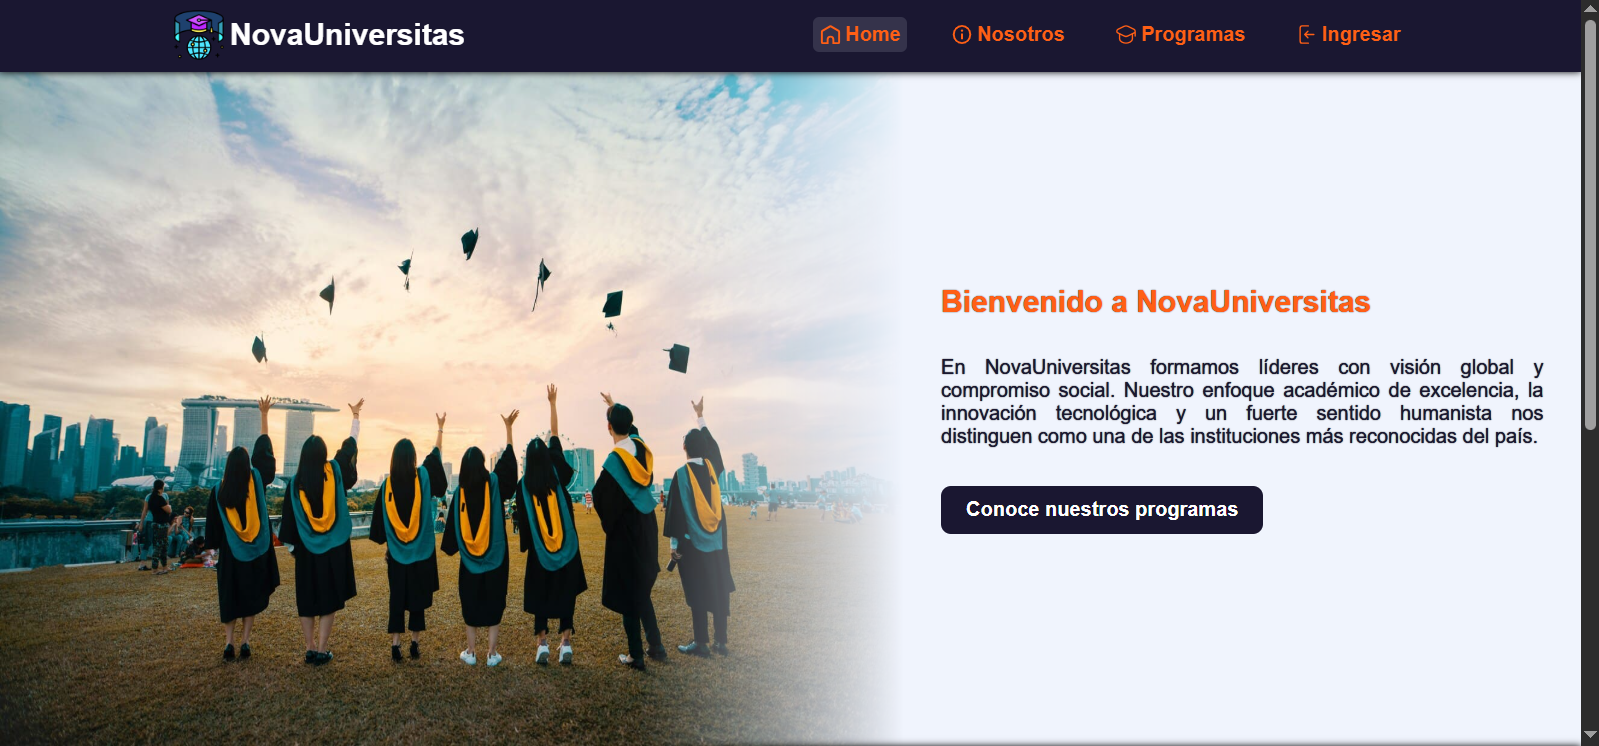 NovaUniversitas
Home
Nosotros
Programas
Ingresar
Bienvenido a NovaUniversitas
En NovaUniversitas formamos líderes con visión global y
compromiso social. Nuestro enfoque académico de excelencia, la
innovación tecnológica y un fuerte sentido humanista nos
distinguen como una de las instituciones más reconocidas del país.
Conoce nuestros programas